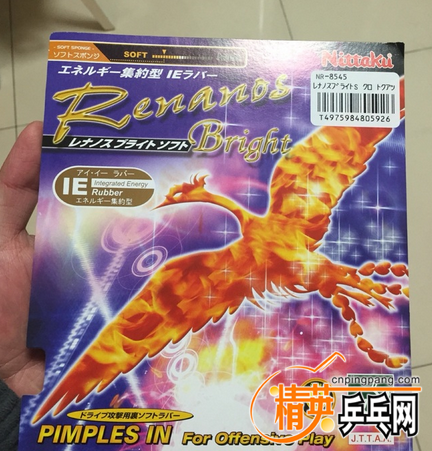 SOFT SPONGE
ソフトスポンジ
SOFT
Nittaku
エネルギー集約型 IEラバー
NR-8545
レナノスブライトS クロ トクアツ
T4975984805926
Renanos
Bright
レナノス ブライト ソフト
アイ・イー ラバー
IE
Integrated Energy
Rubber
エネルギー集約型
cnpingpang.com
精英乒乓网
ドライブ攻撃用裏ソフトラバー
PIMPLES IN For Offensive Play
J.T.T.A.A.